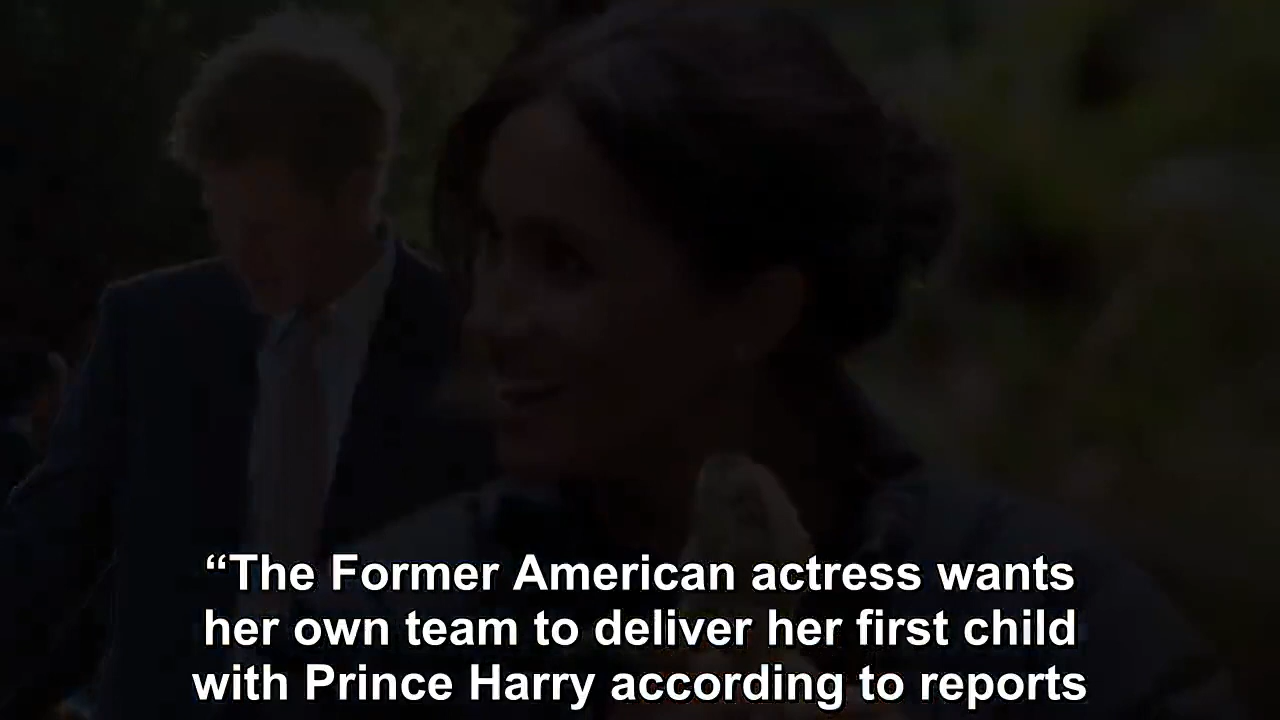 “The Former American actress wants
her own team to deliver her first child
with Prince Harry according to reports